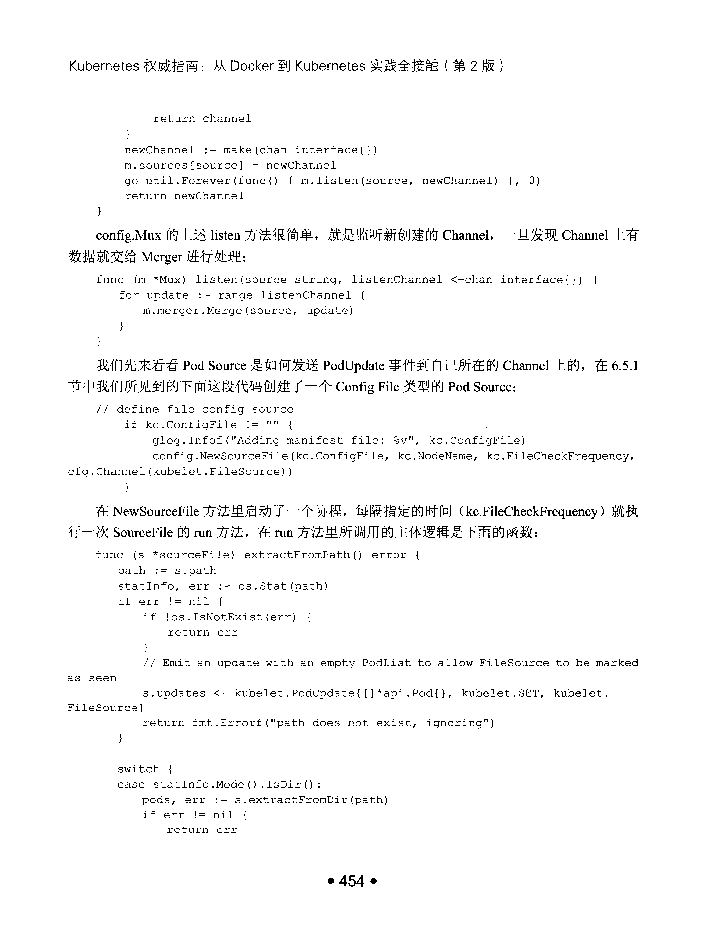 Kubernetes 权威指南：从 Docker 到 Kubernetes 实践全接触（第 2 版）
return channel
}
newChannel := make(chan interface{})
m.sources[source] = newChannel
go util.Forever(func() { m.listen(source, newChannel) }, 0)
return newChannel
}
config.Mux 的上述 listen 方法很简单，就是监听新创建的 Channel，一旦发现 Channel 上有
数据就交给 Merger 进行处理：
func (m *Mux) listen(source string, listenChannel <-chan interface{}) {
for update := range listenChannel {
m.merger.Merge(source, update)
}
}
我们先来看看 Pod Source 是如何发送 PodUpdate 事件到自己所在的 Channel 上的，在 6.5.1
节中我们所见到的下面这段代码创建了一个 Config File 类型的 Pod Source：
// define file config source
if kc.ConfigFile != "" {
glog.Infof("Adding manifest file: %v", kc.ConfigFile)
config.NewSourceFile(kc.ConfigFile, kc.NodeName, kc.FileCheckFrequency,
cfg.Channel(kubelet.FileSource))
}
在 NewSourceFile 方法里启动了一个协程，每隔指定的时间（kc.FileCheckFrequency）就执
行一次 SourceFile 的 run 方法，在 run 方法里所调用的主体逻辑是下面的函数：
func (s *sourceFile) extractFromPath() error {
path := s.path
statInfo, err := os.Stat(path)
if err != nil {
if !os.IsNotExist(err) {
return err
}
// Emit an update with an empty PodList to allow FileSource to be marked
as seen
s.updates <- kubelet.PodUpdate{[]*api.Pod{}, kubelet.SET, kubelet.
FileSource}
return fmt.Errorf("path does not exist, ignoring")
}
switch {
case statInfo.Mode().IsDir():
pods, err := s.extractFromDir(path)
if err != nil {
return err
• 454 •